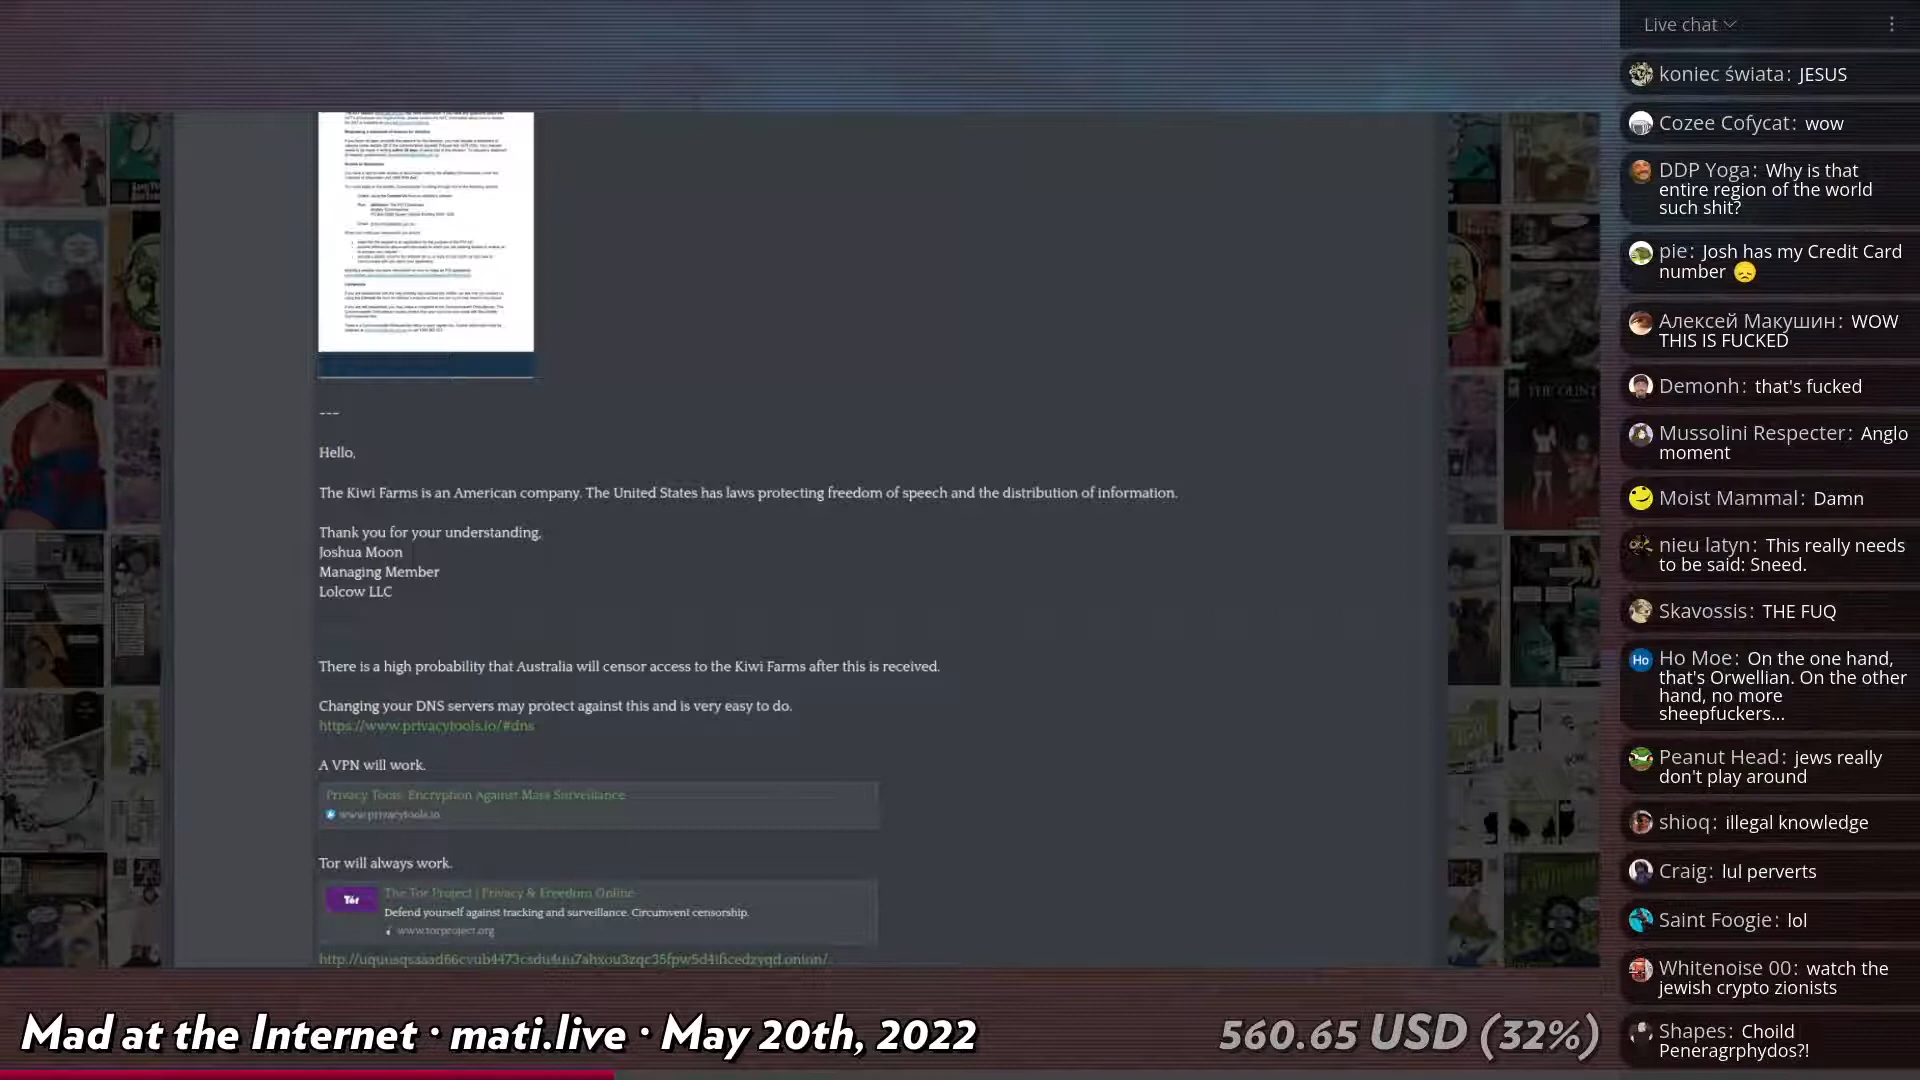 ---
Hello,
The Kiwi Farms is an American company. The United States has laws protecting freedom of speech and the distribution of information.
Thank you for your understanding,
Joshua Moon
Managing Member
Lolcow LLC
There is a high probability that Australia will censor access to the Kiwi Farms after this is received.
Changing your DNS servers may protect against this and is very easy to do.
https://www.privacytools.io/#dns
A VPN will work.
Privacy Tools: Encryption Against Mass Surveillance
www.privacytools.io
Tor will always work.
Tor
The Tor Project | Privacy & Freedom Online
Defend yourself against tracking and surveillance. Circumvent censorship.
www.torproject.org
Mad at the Internet · mati.live · May 20th, 2022
560.65 USD (32%)
Live chat
koniec świata: JESUS
Cozee Cofycat: wow
DDP Yoga: Why is that
entire region of the world
such shit?
pie: Josh has my Credit Card
number 😞
Алексей Макушин: WOW
THIS IS FUCKED
Demonh: that's fucked
Mussolini Respecter: Anglo
moment
Moist Mammal: Damn
nieu latyn: This really needs
to be said: Sneed.
Skavossis: THE FUQ
Ho
Ho Moe: On the one hand,
that's Orwellian. On the other
hand, no more
sheepfuckers...
Peanut Head: jews really
don't play around
shioq: illegal knowledge
Craig: lul perverts
Saint Foogie: lol
Whitenoise 00: watch the
jewish crypto zionists
Shapes: Choild
Peneragrphydos?!